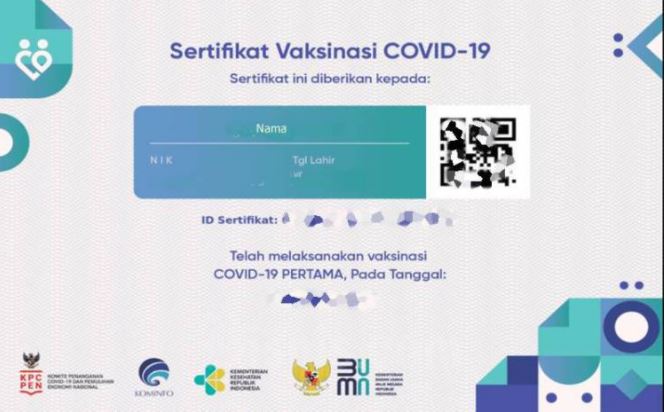 Sertifikat Vaksinasi COVID-19
Sertifikat ini diberikan kepada:
Nama
NIK
Tgl Lahir
ID Sertifikat:
Telah melaksanakan vaksinasi
COVID-19 PERTAMA, Pada Tanggal:
KPC
PEN
KOMITE PENANGANAN
COVID-19 DAN PEMULIHAN
EKONOMI NASIONAL
KOMINFO
KEMENTERIAN
KESEHATAN
REPUBLIK
INDONESIA
BUMN
KEMENTERIAN
BADAN USAHA
MILIK NEGARA
REPUBLIK
INDONESIA